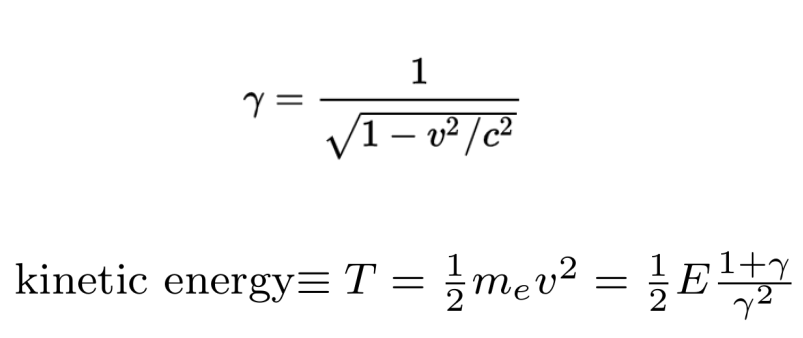 γ = 1 / √(1 − v²/c²)
kinetic energy≡ T = ½mₑv² = ½E (1+γ)/γ²